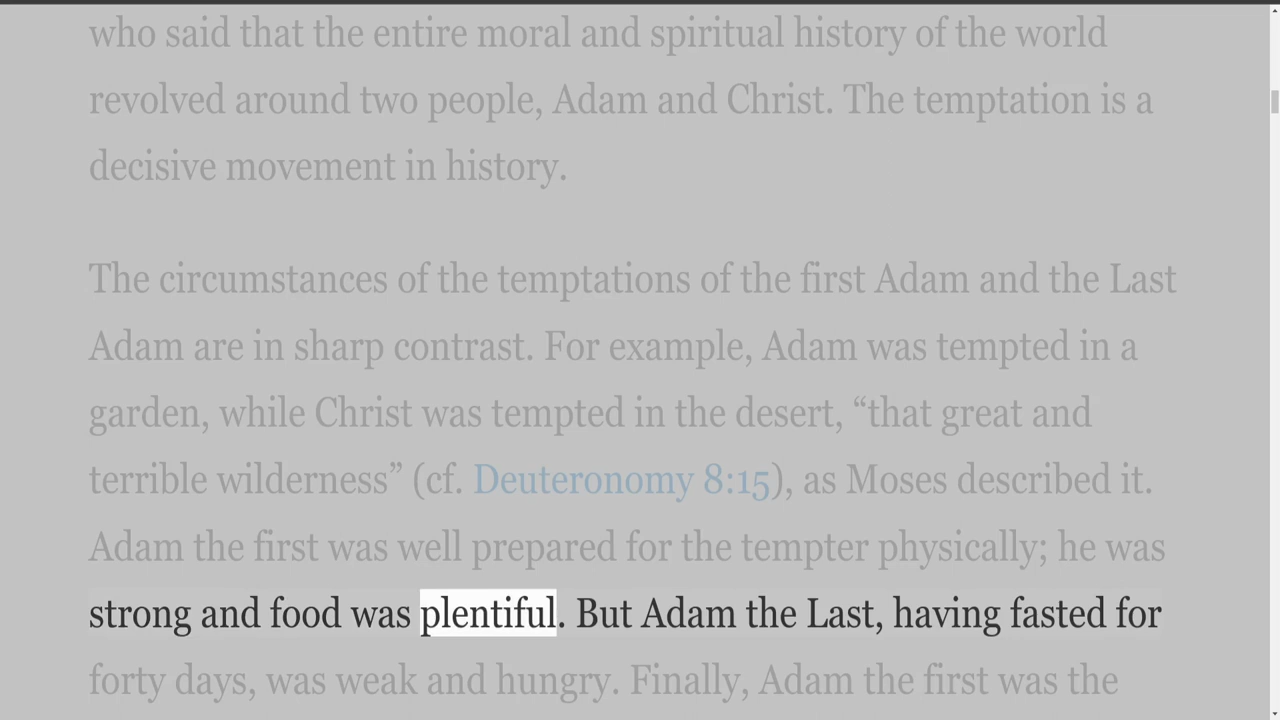 who said that the entire moral and spiritual history of the world
revolved around two people, Adam and Christ. The temptation is a
decisive movement in history.
The circumstances of the temptations of the first Adam and the Last
Adam are in sharp contrast. For example, Adam was tempted in a
garden, while Christ was tempted in the desert, “that great and
terrible wilderness” (cf. Deuteronomy 8:15), as Moses described it.
Adam the first was well prepared for the tempter physically; he was
strong and food was plentiful. But Adam the Last, having fasted for
forty days, was weak and hungry. Finally, Adam the first was the